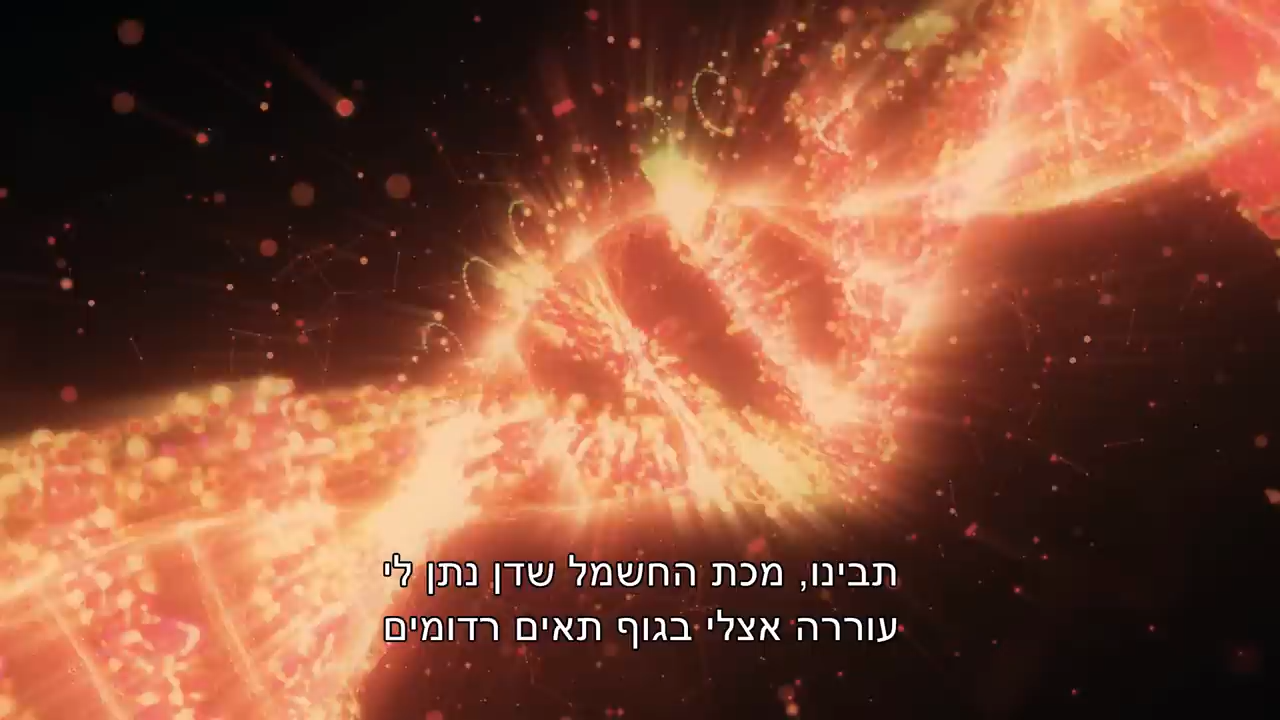 תבינו, מכת החשמל שדן נתן לי
עוררה אצלי בגוף תאים רדומים